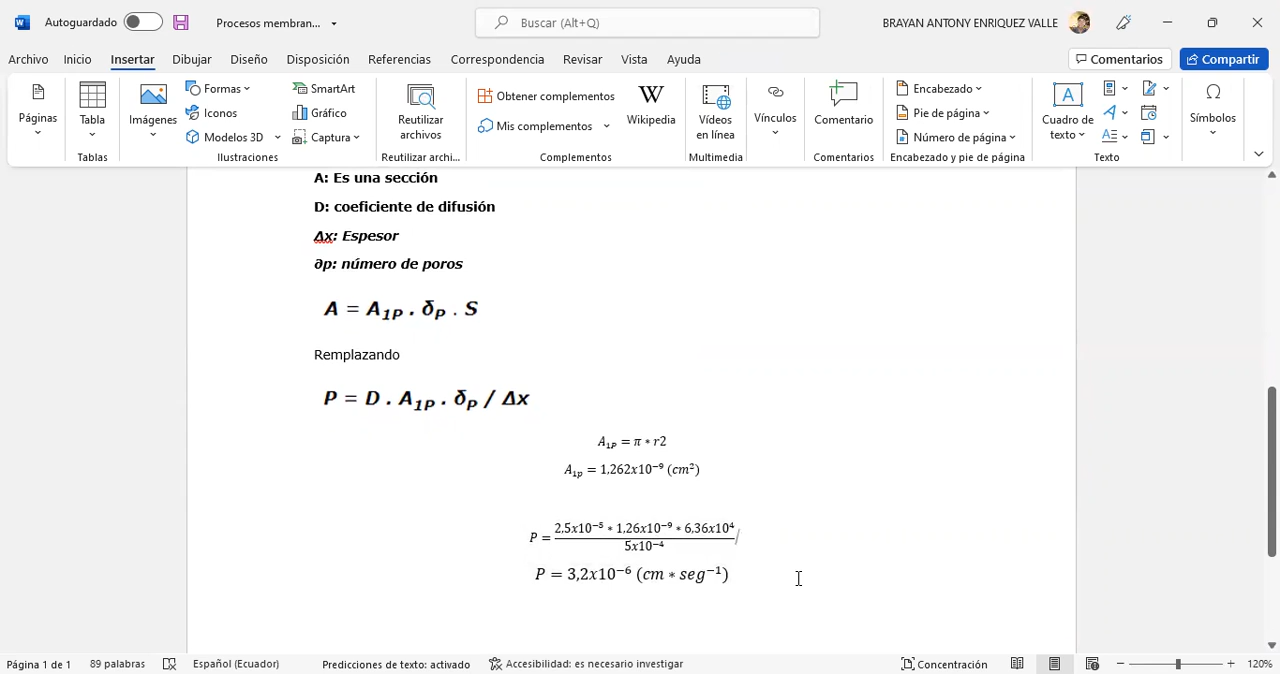 Autoguardado
Procesos membran...
Buscar (Alt+Q)
BRAYAN ANTONY ENRIQUEZ VALLE
Archivo Inicio Insertar Dibujar Diseño Disposición Referencias Correspondencia Revisar Vista Ayuda
Comentarios
Compartir
Páginas
Tabla
Imágenes
Formas
Iconos
Modelos 3D
SmartArt
Gráfico
Captura
Reutilizar archivos
Obtener complementos
Mis complementos
W
Wikipedia
Vídeos en línea
Vínculos
Comentario
Encabezado
Pie de página
Número de página
A
Cuadro de texto
Símbolos
Tablas
Ilustraciones
Reutilizar archi...
Complementos
Multimedia
Comentarios
Encabezado y pie de página
Texto
A: Es una sección
D: coeficiente de difusión
Δx: Espesor
∂p: número de poros
A = A₁P . δP . S
Remplazando
P = D . A₁P . δP / Δx
A₁P = π ∗ r2
A₁p = 1,262x10⁻⁹ (cm²)
P = 2,5x10⁻⁵ ∗ 1,26x10⁻⁹ ∗ 6,36x10⁴ /
5x10⁻⁴
P = 3,2x10⁻⁶ (cm ∗ seg⁻¹)
Página 1 de 1 89 palabras Español (Ecuador) Predicciones de texto: activado Accesibilidad: es necesario investigar Concentración 120%